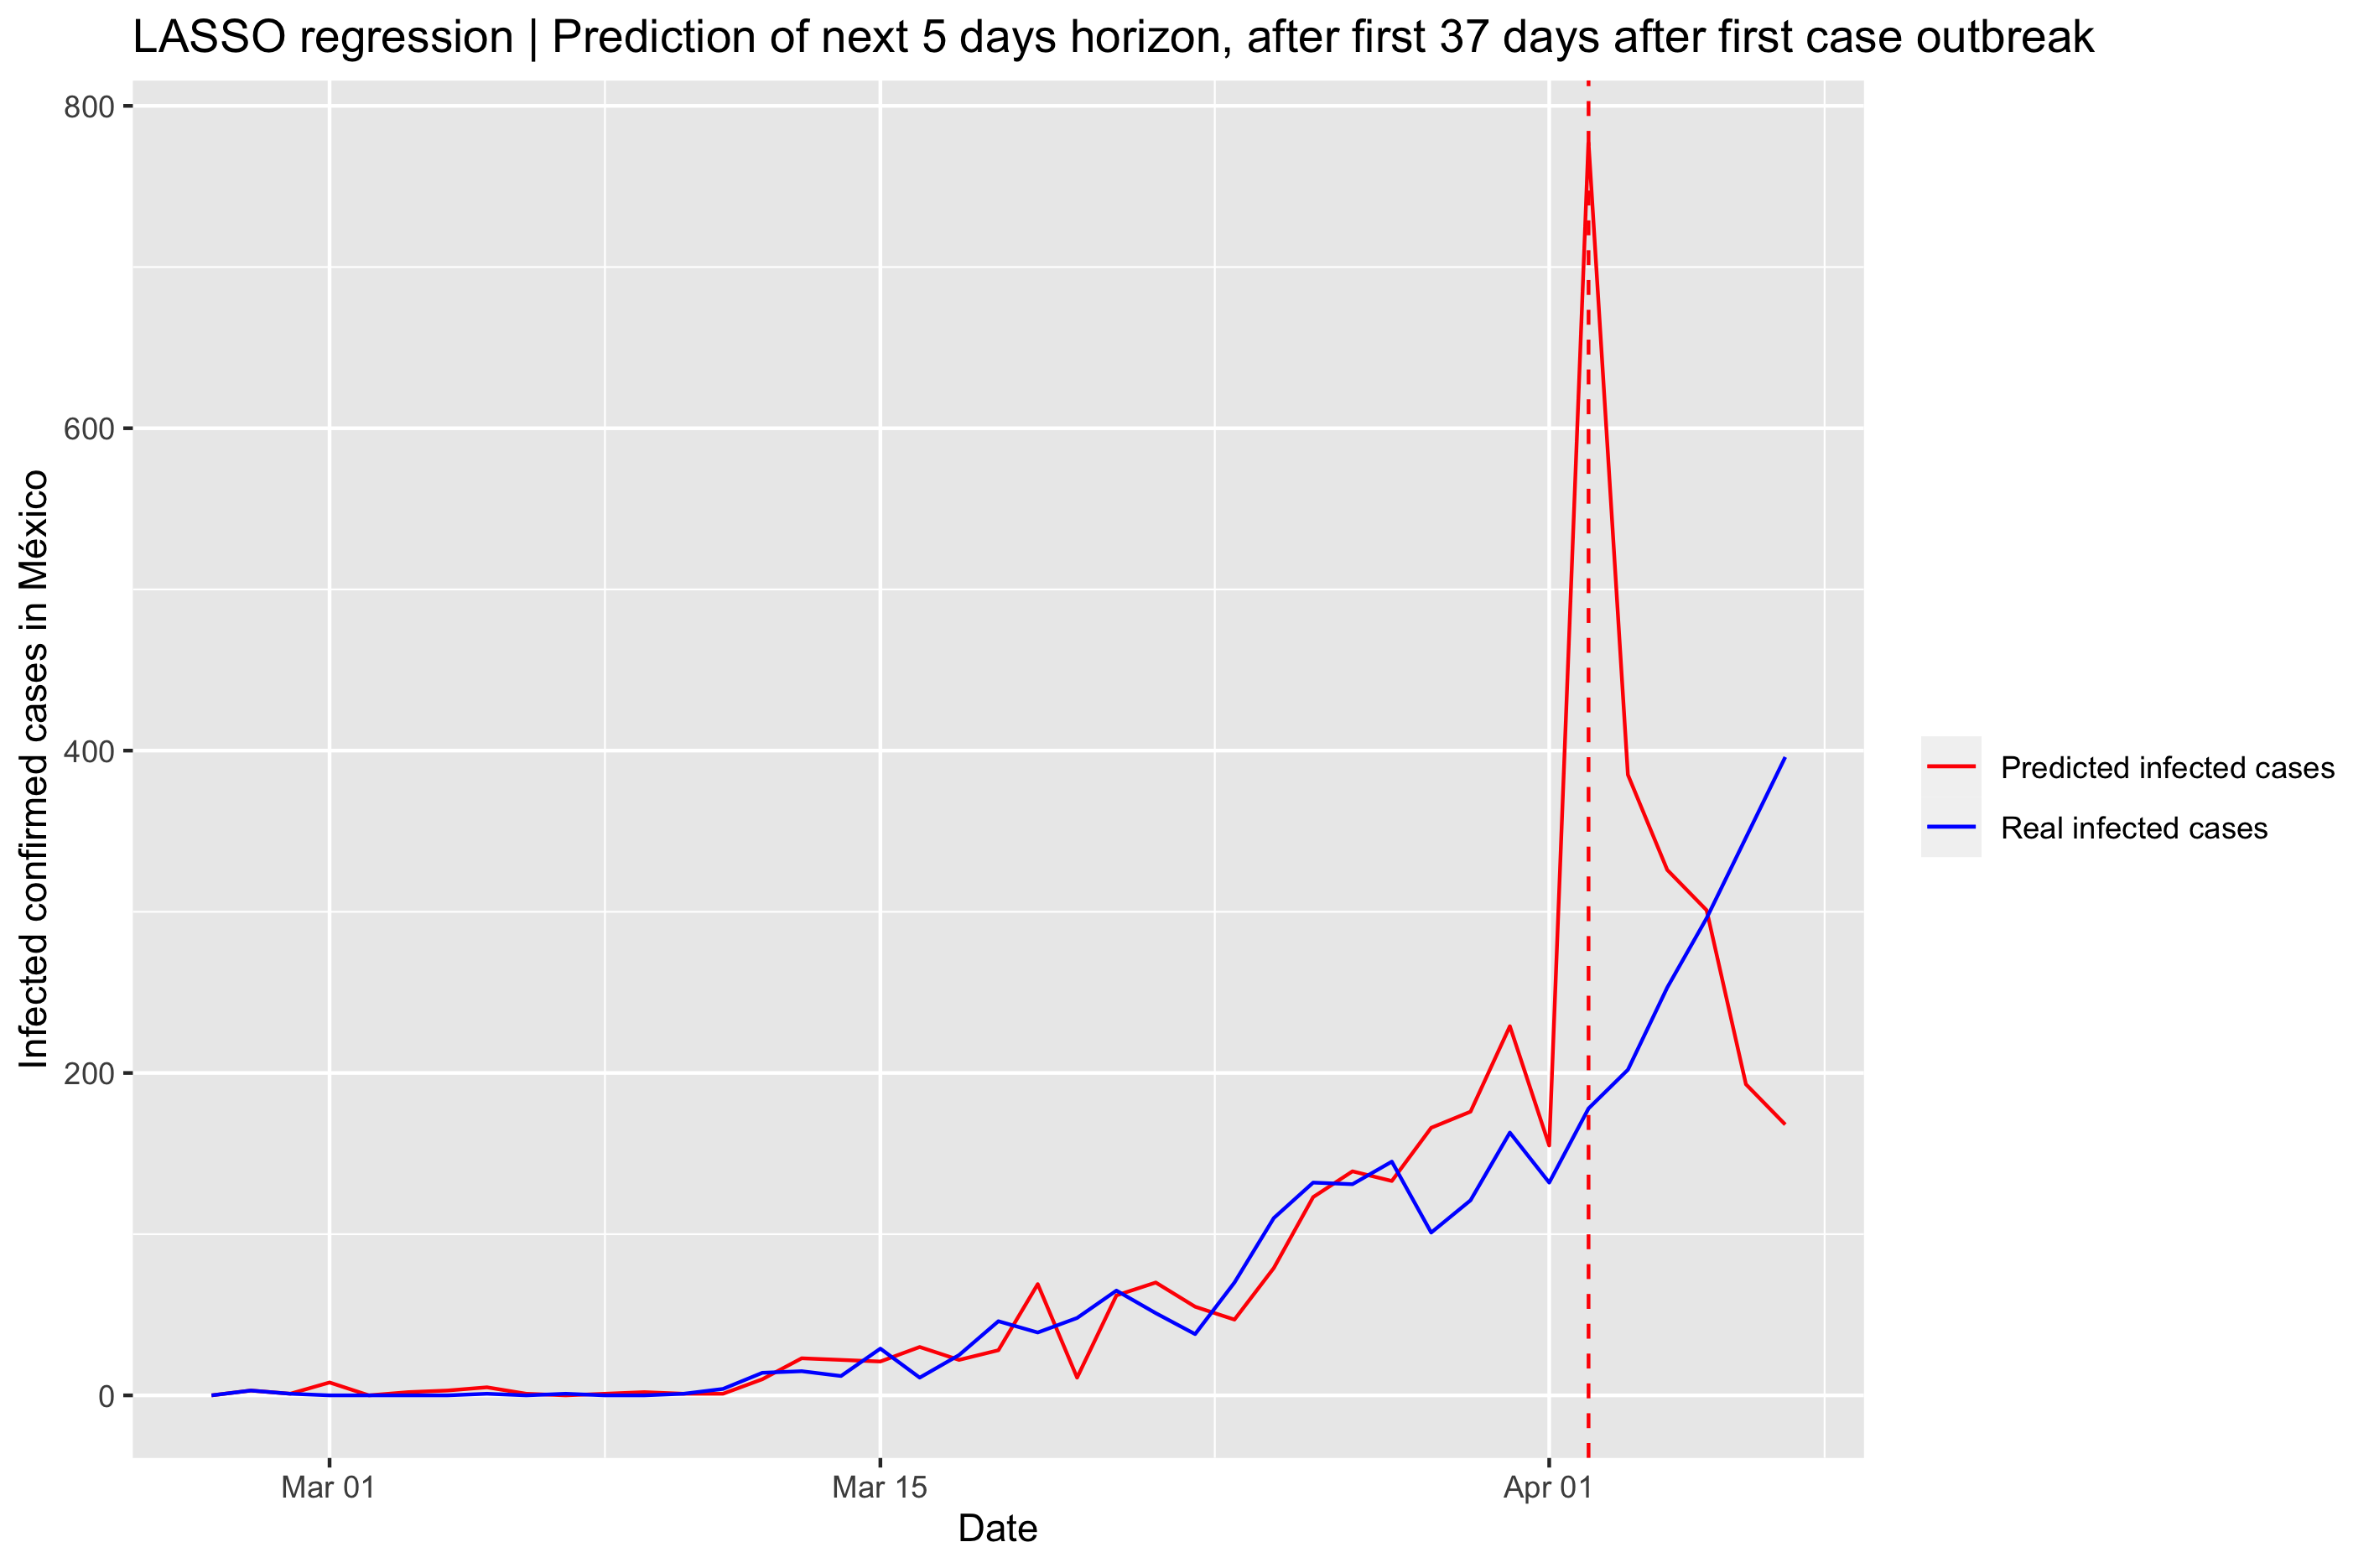 LASSO regression | Prediction of next 5 days horizon, after first 37 days after first case outbreak
Infected confirmed cases in México
800
600
400
200
0
Mar 01
Mar 15
Apr 01
Date
Predicted infected cases
Real infected cases